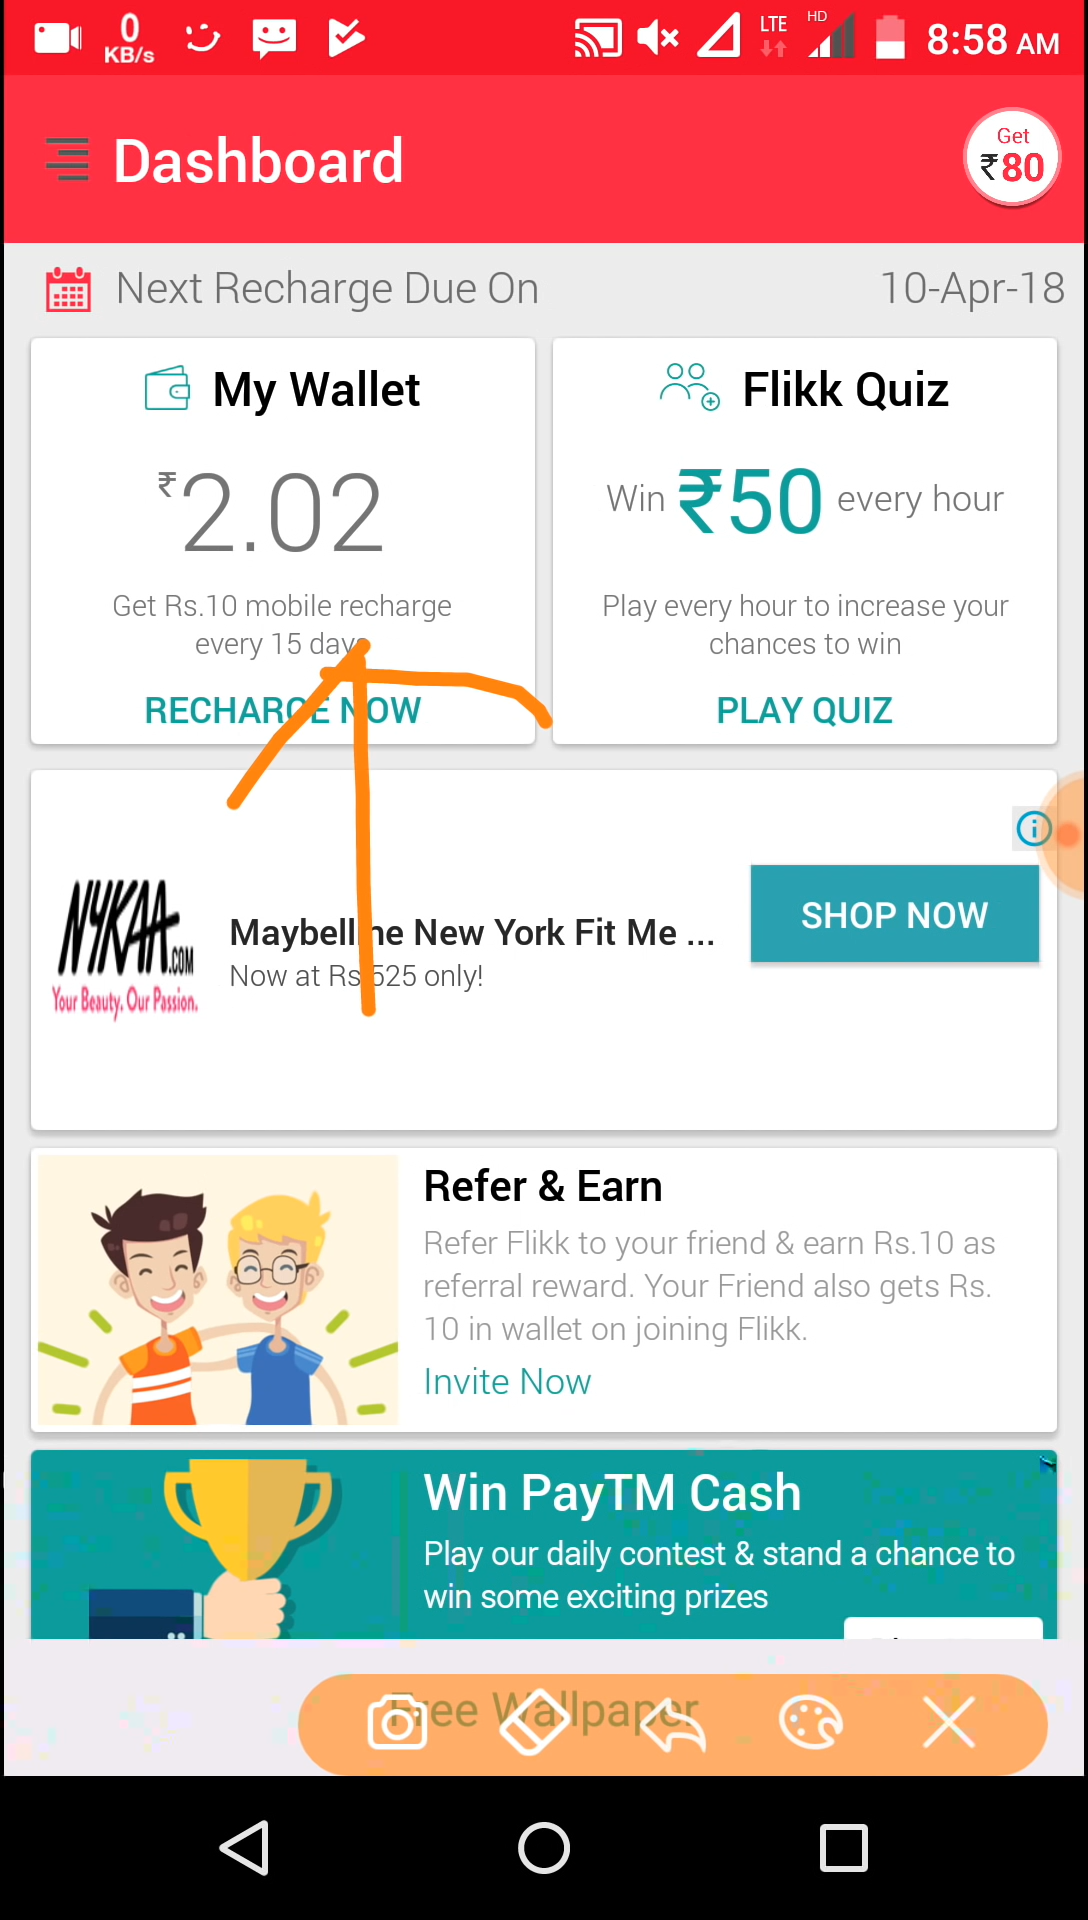 0
KB/s
LTE
HD
8:58 AM
Dashboard
Get
₹80
Next Recharge Due On
10-Apr-18
My Wallet
₹2.02
Get Rs.10 mobile recharge
every 15 days
RECHARGE NOW
Flikk Quiz
Win ₹50 every hour
Play every hour to increase your
chances to win
PLAY QUIZ
NYKAA.COM
Your Beauty. Our Passion.
Maybelline New York Fit Me ...
Now at Rs 525 only!
SHOP NOW
Refer & Earn
Refer Flikk to your friend & earn Rs.10 as
referral reward. Your Friend also gets Rs.
10 in wallet on joining Flikk.
Invite Now
Win PayTM Cash
Play our daily contest & stand a chance to
win some exciting prizes
Free Wallpaper